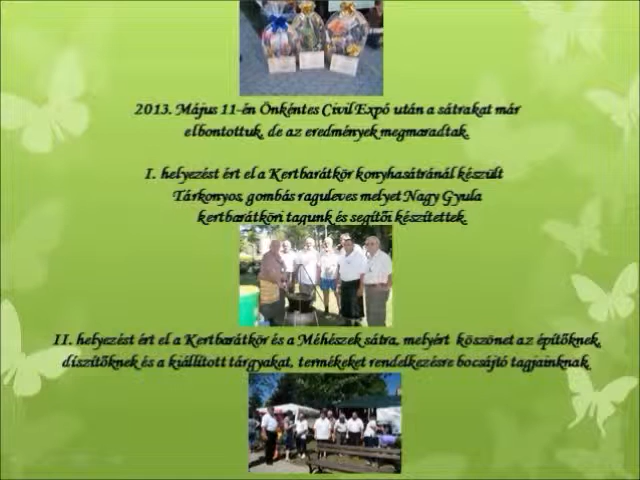 2013. Május 11-én Önkéntes Civil Expó után a sátrakat már
elbontottuk, de az eredmények megmaradtak.
I. helyezést ért el a Kertbarátkör konyhasátránál készült
Tárkonyos, gombás raguleves melyet Nagy Gyula
kertbarátköri tagunk és segítői készítettek.
II. helyezést ért el a Kertbarátkör és a Méhészek sátra, melyért köszönet az építőknek,
díszítőknek és a kiállított tárgyakat, termékeket rendelkezésre bocsájtó tagjainknak.